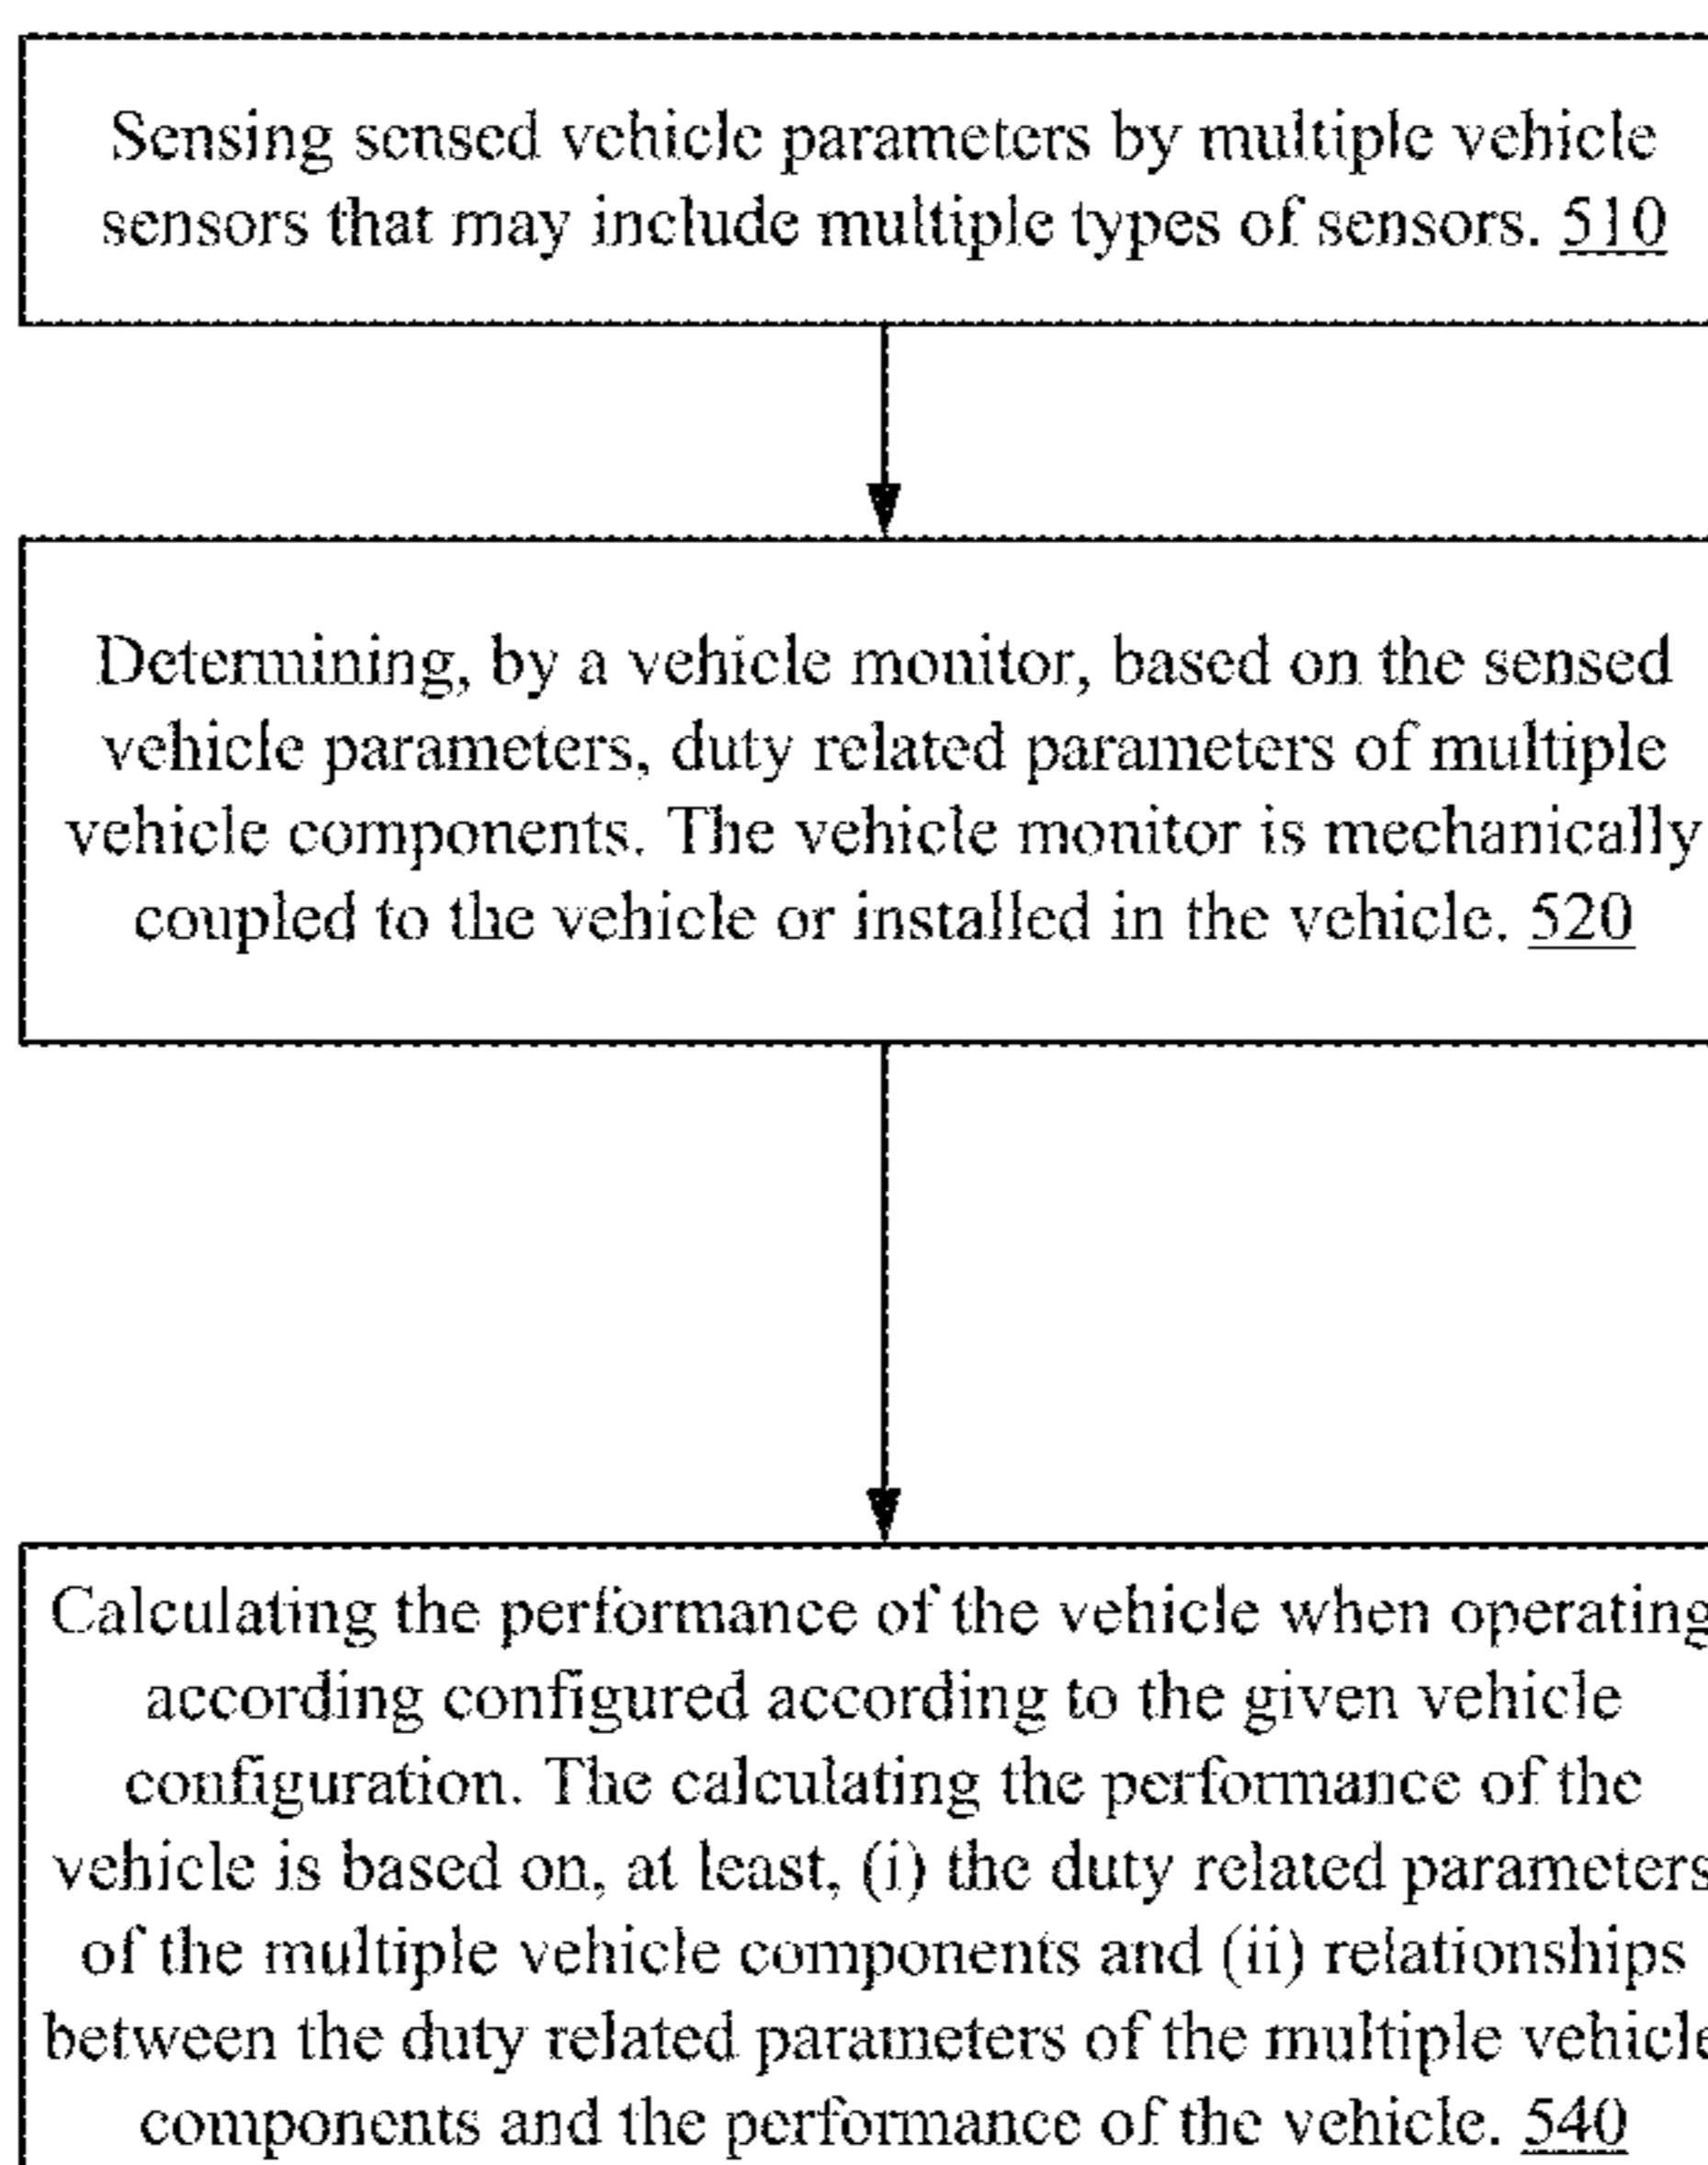 Sensing sensed vehicle parameters by multiple vehicle
sensors that may include multiple types of sensors. 510
Determining, by a vehicle monitor, based on the sensed
vehicle parameters, duty related parameters of multiple
vehicle components. The vehicle monitor is mechanically
coupled to the vehicle or installed in the vehicle. 520
Calculating the performance of the vehicle when operating
according configured according to the given vehicle
configuration. The calculating the performance of the
vehicle is based on, at least, (i) the duty related parameters
of the multiple vehicle components and (ii) relationships
between the duty related parameters of the multiple vehicle
components and the performance of the vehicle. 540